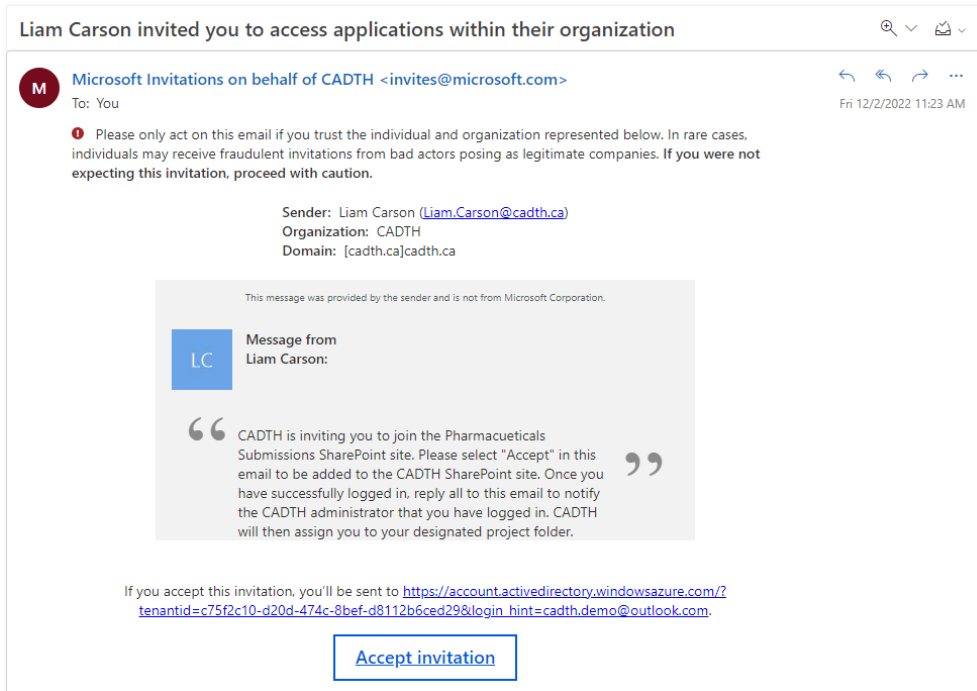 Liam Carson invited you to access applications within their organization
M
Microsoft Invitations on behalf of CADTH <invites@microsoft.com>
To: You
Fri 12/2/2022 11:23 AM
Please only act on this email if you trust the individual and organization represented below. In rare cases,
individuals may receive fraudulent invitations from bad actors posing as legitimate companies. If you were not
expecting this invitation, proceed with caution.
Sender: Liam Carson (Liam.Carson@cadth.ca)
Organization: CADTH
Domain: [cadth.ca]cadth.ca
This message was provided by the sender and is not from Microsoft Corporation.
LC
Message from
Liam Carson:
“ CADTH is inviting you to join the Pharmacueticals
Submissions SharePoint site. Please select "Accept" in this
email to be added to the CADTH SharePoint site. Once you
have successfully logged in, reply all to this email to notify
the CADTH administrator that you have logged in. CADTH
will then assign you to your designated project folder. ”
If you accept this invitation, you'll be sent to https://account.activedirectory.windowsazure.com/?
tenantid=c75f2c10-d20d-474c-8bef-d8112b6ced29&login_hint=cadth.demo@outlook.com.
Accept invitation